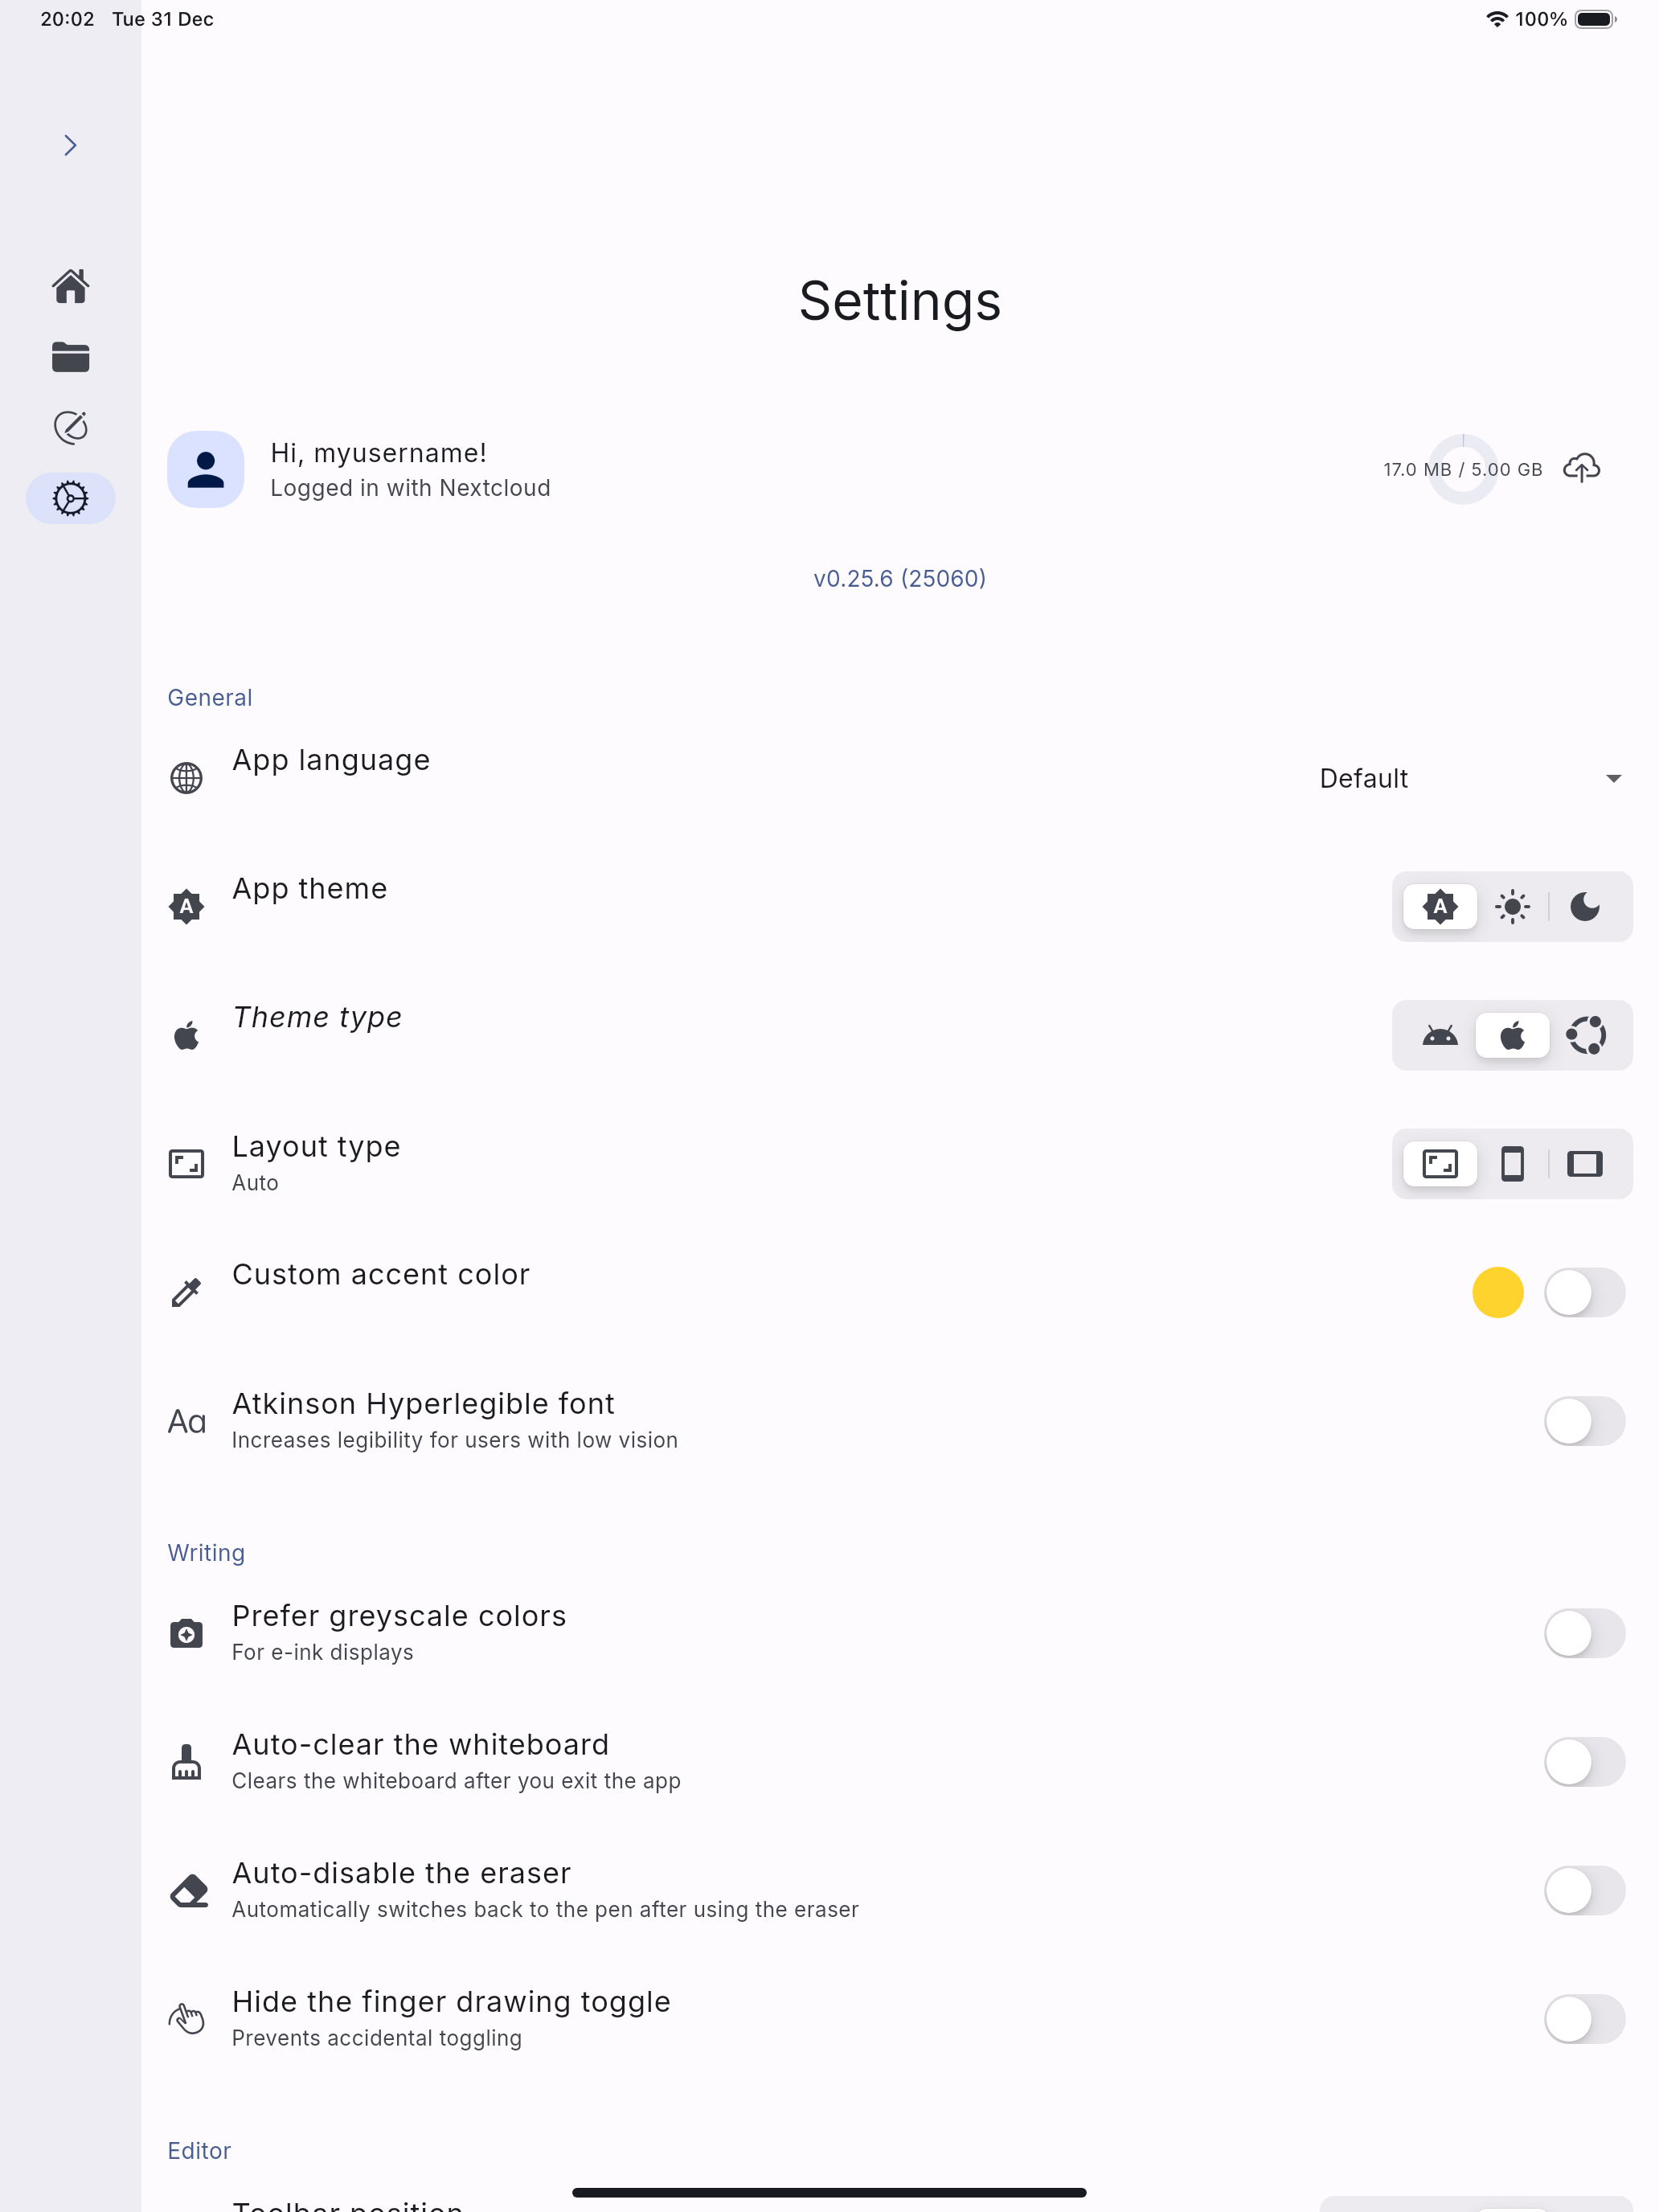 20:02 Tue 31 Dec
100%
Settings
Hi, myusername!
Logged in with Nextcloud
17.0 MB / 5.00 GB
v0.25.6 (25060)
General
App language
Default
App theme
A
A
Theme type
Layout type
Auto
Custom accent color
Aa
Atkinson Hyperlegible font
Increases legibility for users with low vision
Writing
Prefer greyscale colors
For e-ink displays
Auto-clear the whiteboard
Clears the whiteboard after you exit the app
Auto-disable the eraser
Automatically switches back to the pen after using the eraser
Hide the finger drawing toggle
Prevents accidental toggling
Editor
Toolbar position